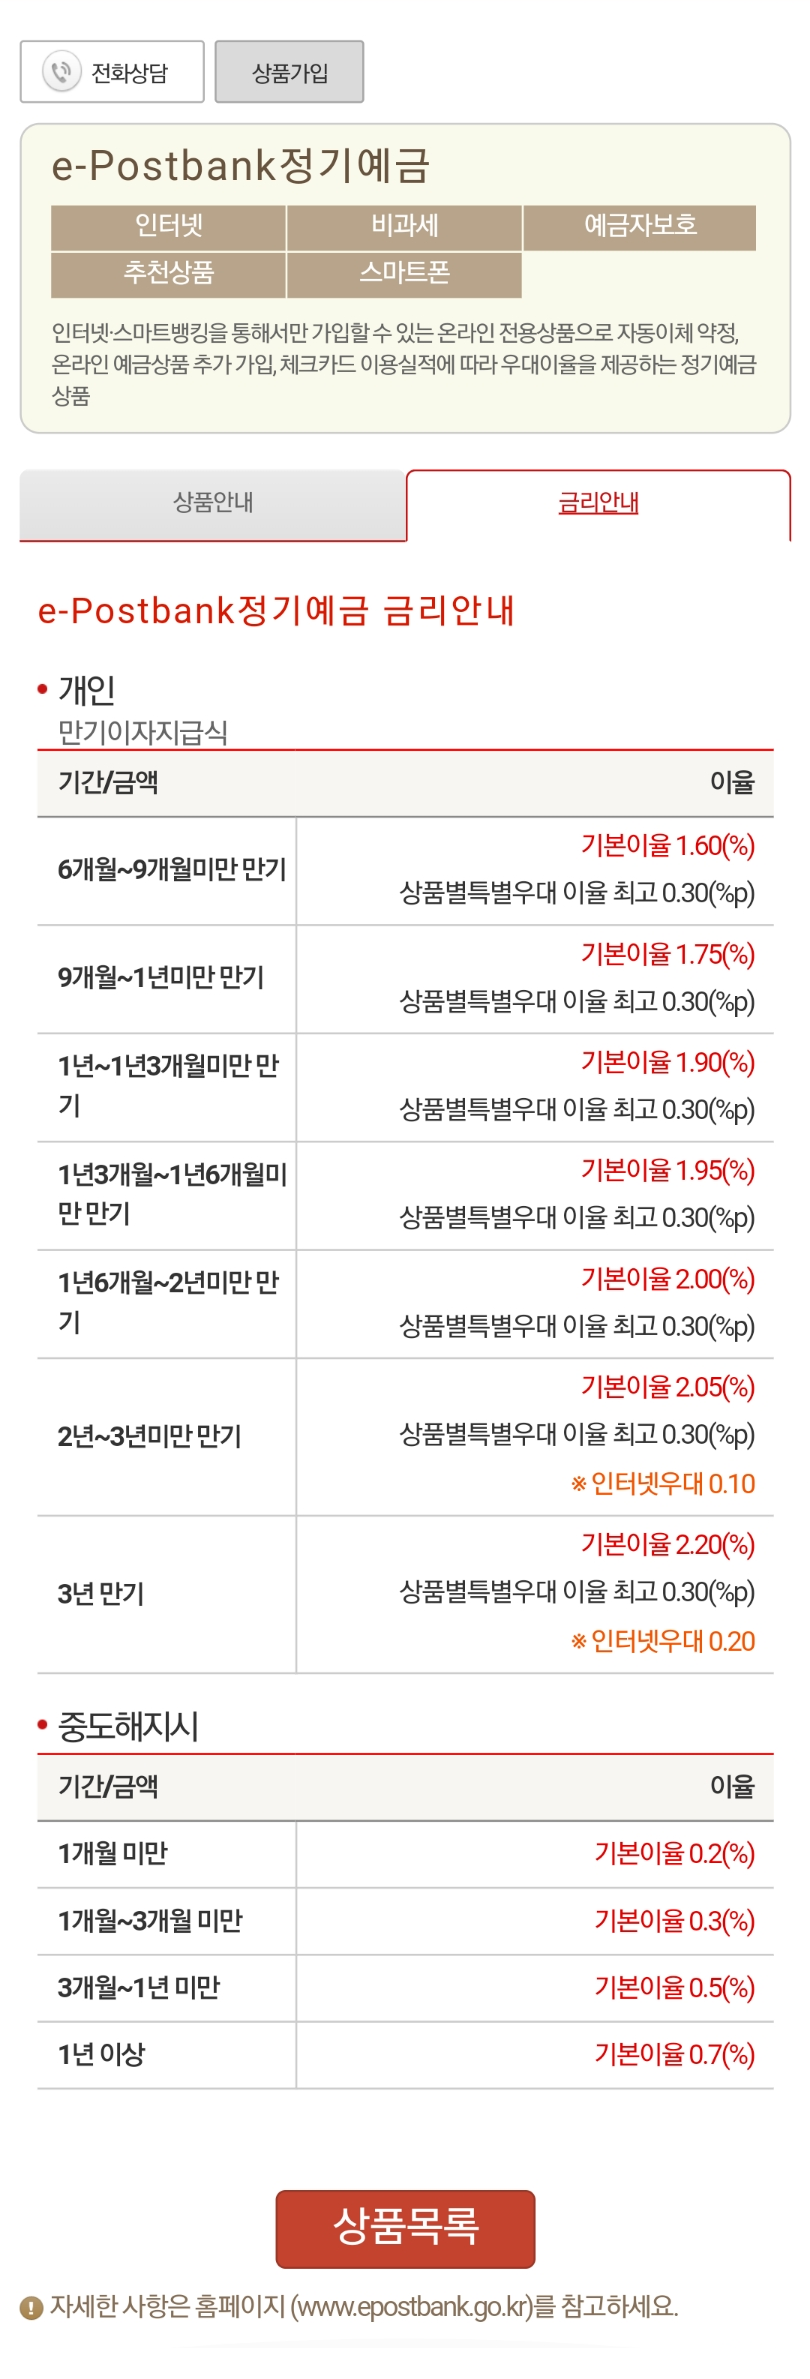 전화상담
상품가입
e-Postbank정기예금
인터넷
비과세
예금자보호
추천상품
스마트폰
인터넷·스마트뱅킹을 통해서만 가입할 수 있는 온라인 전용상품으로 자동이체 약정,
온라인 예금상품 추가 가입, 체크카드 이용실적에 따라 우대이율을 제공하는 정기예금
상품
상품안내
금리안내
e-Postbank정기예금 금리안내
• 개인
만기이자지급식
기간/금액 이율
6개월~9개월미만 만기
기본이율 1.60(%)
상품별특별우대 이율 최고 0.30(%p)
9개월~1년미만 만기
기본이율 1.75(%)
상품별특별우대 이율 최고 0.30(%p)
1년~1년3개월미만 만
기
기본이율 1.90(%)
상품별특별우대 이율 최고 0.30(%p)
1년3개월~1년6개월미
만 만기
기본이율 1.95(%)
상품별특별우대 이율 최고 0.30(%p)
1년6개월~2년미만 만
기
기본이율 2.00(%)
상품별특별우대 이율 최고 0.30(%p)
2년~3년미만 만기
기본이율 2.05(%)
상품별특별우대 이율 최고 0.30(%p)
※ 인터넷우대 0.10
3년 만기
기본이율 2.20(%)
상품별특별우대 이율 최고 0.30(%p)
※ 인터넷우대 0.20
• 중도해지시
기간/금액 이율
1개월 미만 기본이율 0.2(%)
1개월~3개월 미만 기본이율 0.3(%)
3개월~1년 미만 기본이율 0.5(%)
1년 이상 기본이율 0.7(%)
상품목록
! 자세한 사항은 홈페이지 (www.epostbank.go.kr)를 참고하세요.